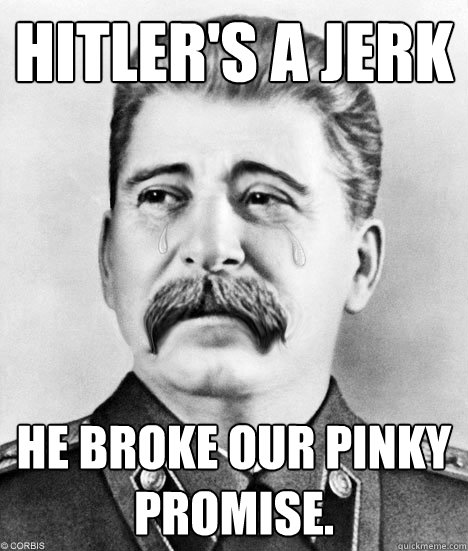 HITLER'S A JERK
HE BROKE OUR PINKY
PROMISE.
© CORBIS
quickmeme.com